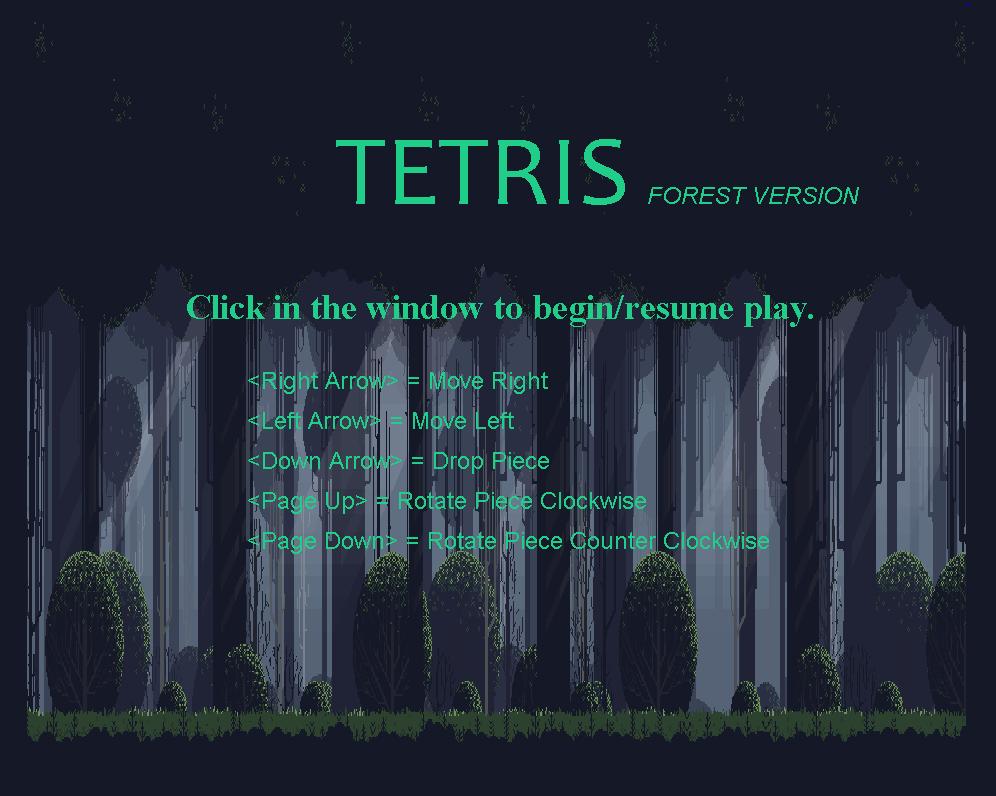 TETRIS FOREST VERSION
Click in the window to begin/resume play.
<Right Arrow> = Move Right
<Left Arrow> = Move Left
<Down Arrow> = Drop Piece
<Page Up> = Rotate Piece Clockwise
<Page Down> = Rotate Piece Counter Clockwise